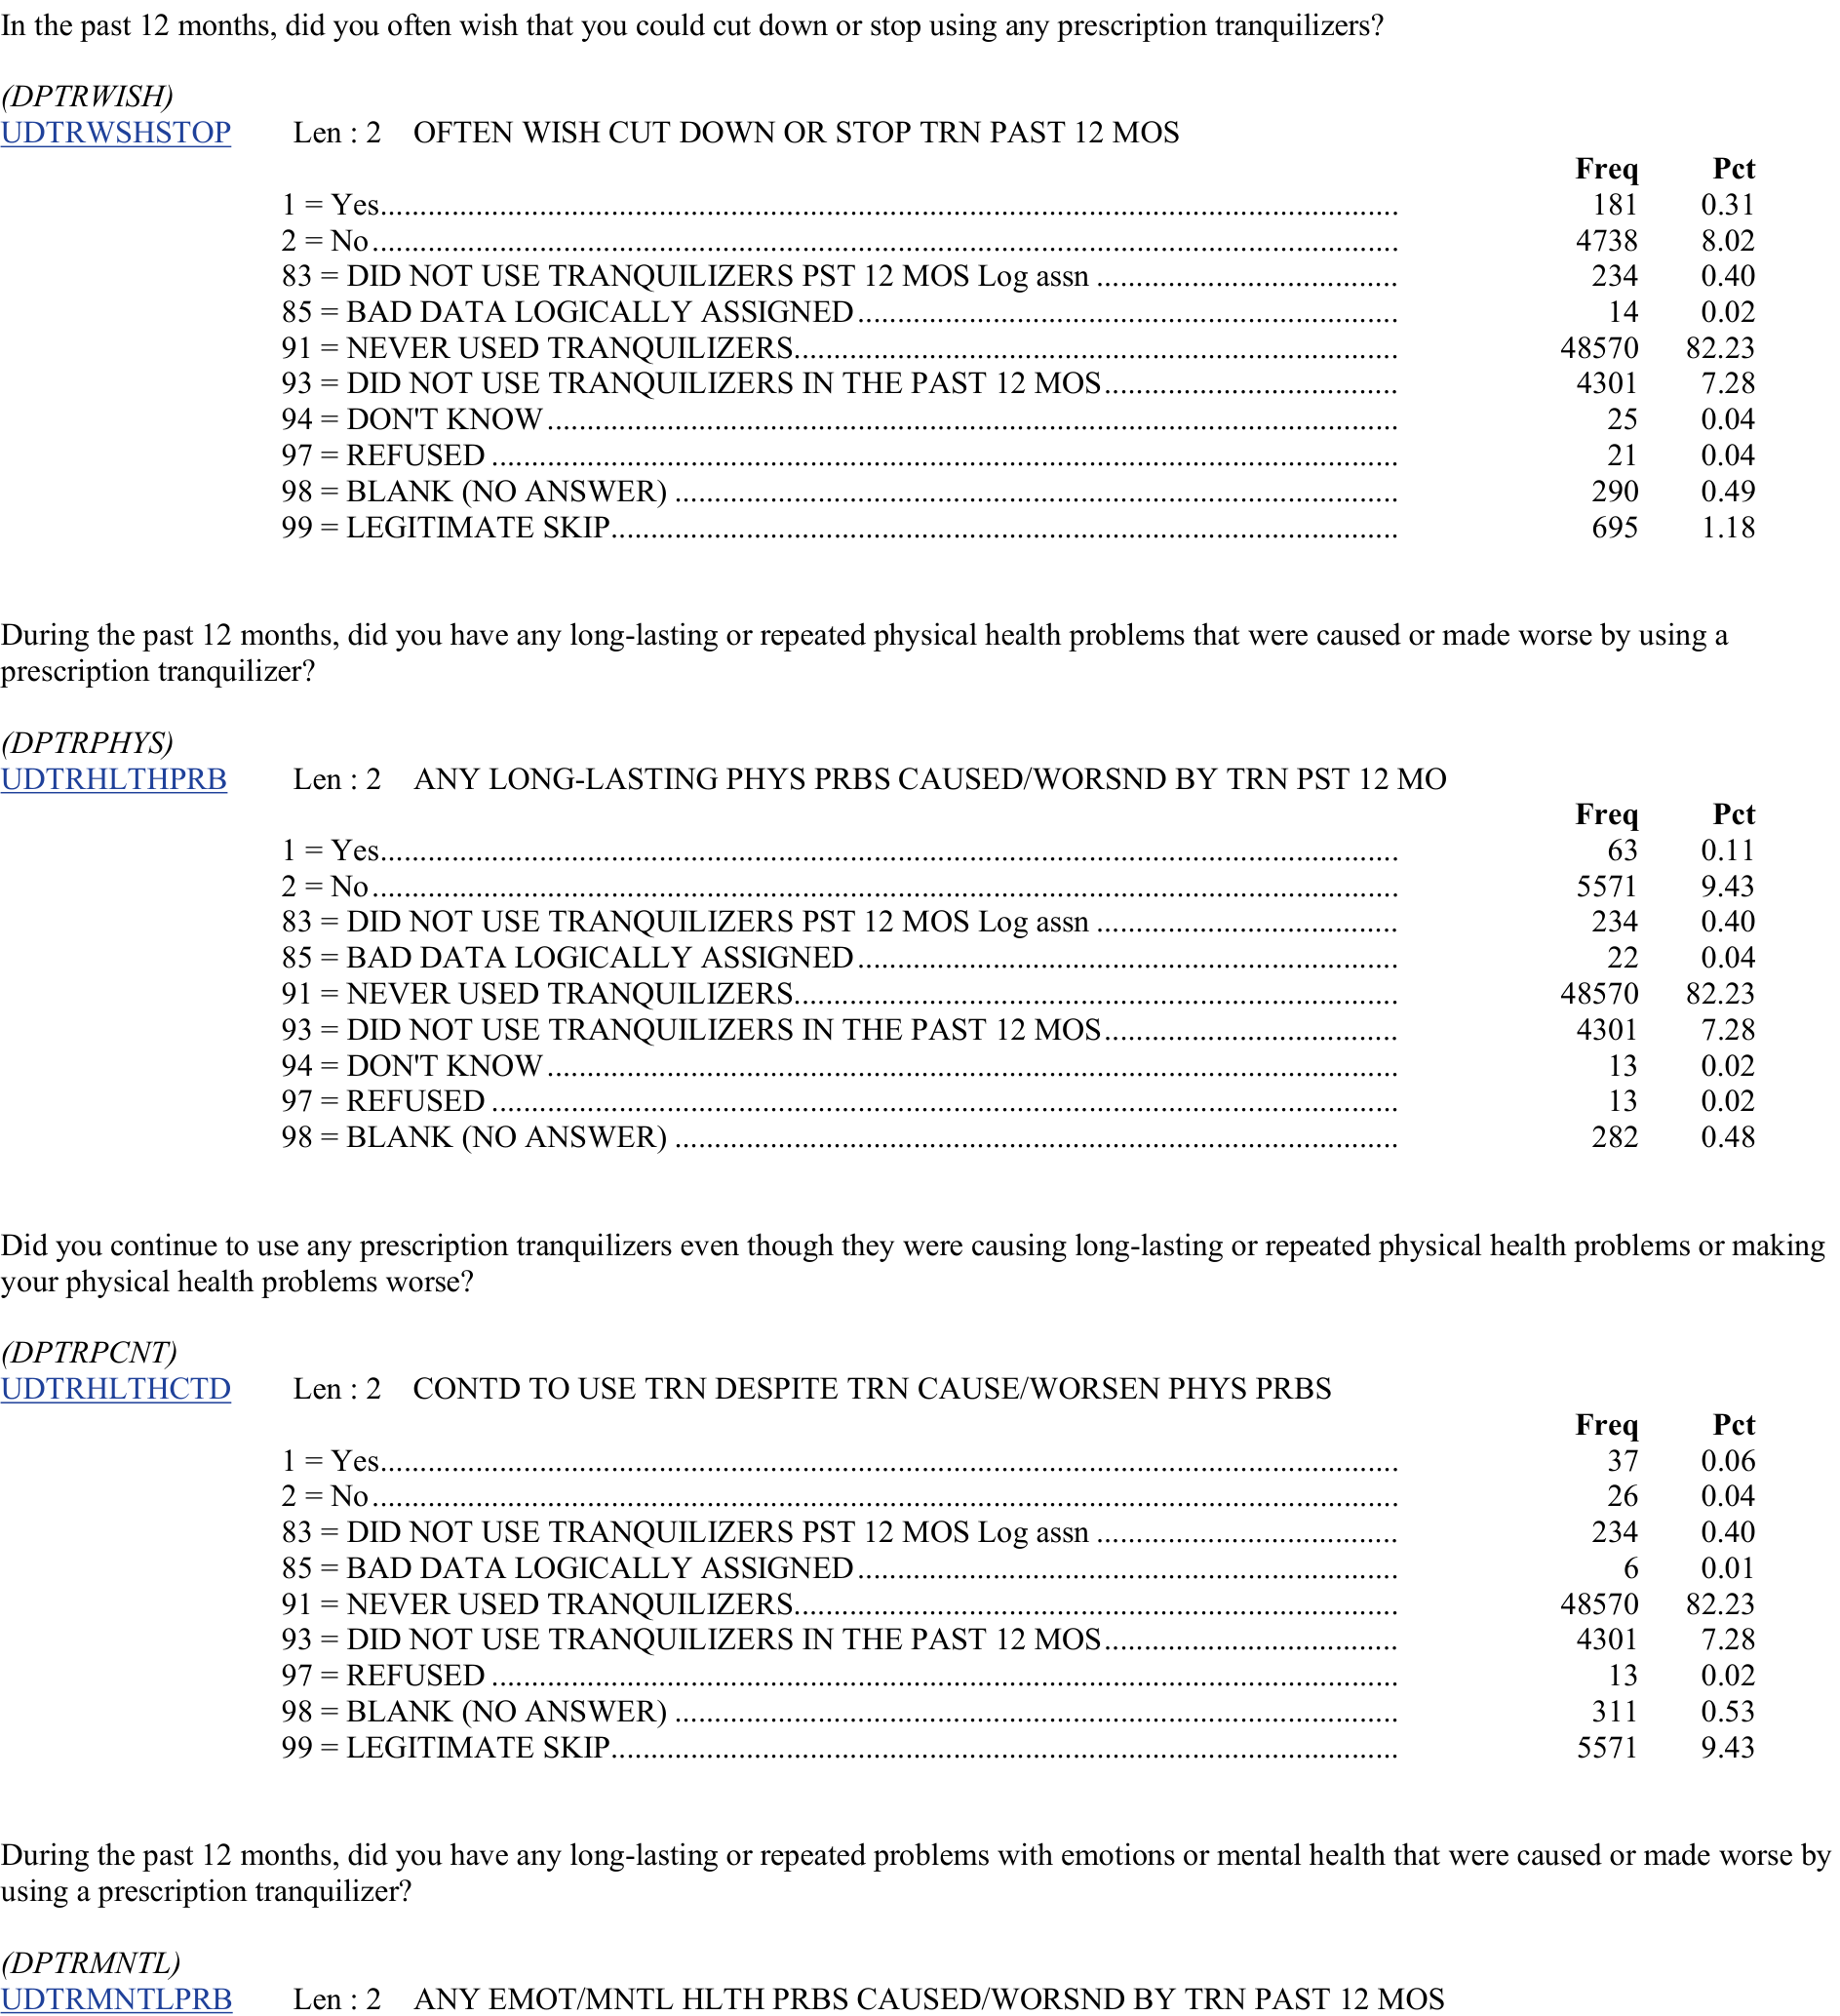 In the past 12 months, did you often wish that you could cut down or stop using any prescription tranquilizers?
(DPTRWISH)
UDTRWSHSTOP Len : 2 OFTEN WISH CUT DOWN OR STOP TRN PAST 12 MOS
Freq Pct
1 = Yes 181 0.31
2 = No 4738 8.02
83 = DID NOT USE TRANQUILIZERS PST 12 MOS Log assn 234 0.40
85 = BAD DATA LOGICALLY ASSIGNED 14 0.02
91 = NEVER USED TRANQUILIZERS 48570 82.23
93 = DID NOT USE TRANQUILIZERS IN THE PAST 12 MOS 4301 7.28
94 = DON'T KNOW 25 0.04
97 = REFUSED 21 0.04
98 = BLANK (NO ANSWER) 290 0.49
99 = LEGITIMATE SKIP 695 1.18
During the past 12 months, did you have any long-lasting or repeated physical health problems that were caused or made worse by using a
prescription tranquilizer?
(DPTRPHYS)
UDTRHLTHPRB Len : 2 ANY LONG-LASTING PHYS PRBS CAUSED/WORSND BY TRN PST 12 MO
Freq Pct
1 = Yes 63 0.11
2 = No 5571 9.43
83 = DID NOT USE TRANQUILIZERS PST 12 MOS Log assn 234 0.40
85 = BAD DATA LOGICALLY ASSIGNED 22 0.04
91 = NEVER USED TRANQUILIZERS 48570 82.23
93 = DID NOT USE TRANQUILIZERS IN THE PAST 12 MOS 4301 7.28
94 = DON'T KNOW 13 0.02
97 = REFUSED 13 0.02
98 = BLANK (NO ANSWER) 282 0.48
Did you continue to use any prescription tranquilizers even though they were causing long-lasting or repeated physical health problems or making
your physical health problems worse?
(DPTRPCNT)
UDTRHLTHCTD Len : 2 CONTD TO USE TRN DESPITE TRN CAUSE/WORSEN PHYS PRBS
Freq Pct
1 = Yes 37 0.06
2 = No 26 0.04
83 = DID NOT USE TRANQUILIZERS PST 12 MOS Log assn 234 0.40
85 = BAD DATA LOGICALLY ASSIGNED 6 0.01
91 = NEVER USED TRANQUILIZERS 48570 82.23
93 = DID NOT USE TRANQUILIZERS IN THE PAST 12 MOS 4301 7.28
97 = REFUSED 13 0.02
98 = BLANK (NO ANSWER) 311 0.53
99 = LEGITIMATE SKIP 5571 9.43
During the past 12 months, did you have any long-lasting or repeated problems with emotions or mental health that were caused or made worse by
using a prescription tranquilizer?
(DPTRMNTL)
UDTRMNTLPRB Len : 2 ANY EMOT/MNTL HLTH PRBS CAUSED/WORSND BY TRN PAST 12 MOS